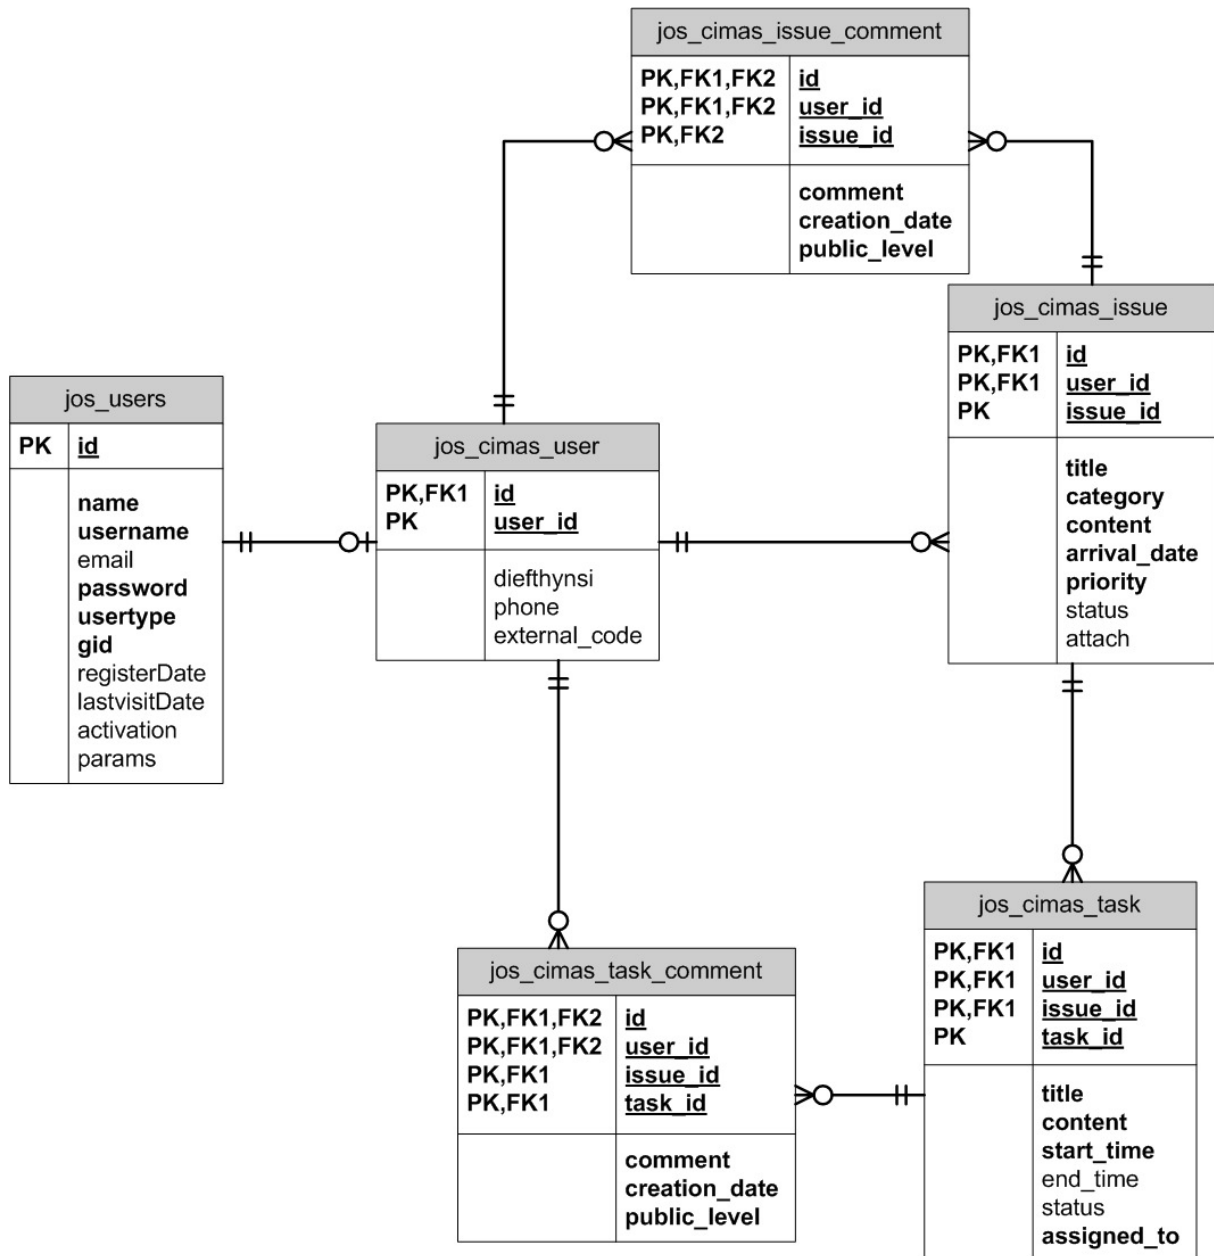 jos_cimas_issue_comment
PK,FK1,FK2 id
PK,FK1,FK2 user_id
PK,FK2 issue_id
comment
creation_date
public_level
jos_cimas_issue
PK,FK1 id
PK,FK1 user_id
PK issue_id
title
category
content
arrival_date
priority
status
attach
jos_users
PK id
name
username
email
password
usertype
gid
registerDate
lastvisitDate
activation
params
jos_cimas_user
PK,FK1 id
PK user_id
diefthynsi
phone
external_code
jos_cimas_task_comment
PK,FK1,FK2 id
PK,FK1,FK2 user_id
PK,FK1 issue_id
PK,FK1 task_id
comment
creation_date
public_level
jos_cimas_task
PK,FK1 id
PK,FK1 user_id
PK,FK1 issue_id
PK task_id
title
content
start_time
end_time
status
assigned_to